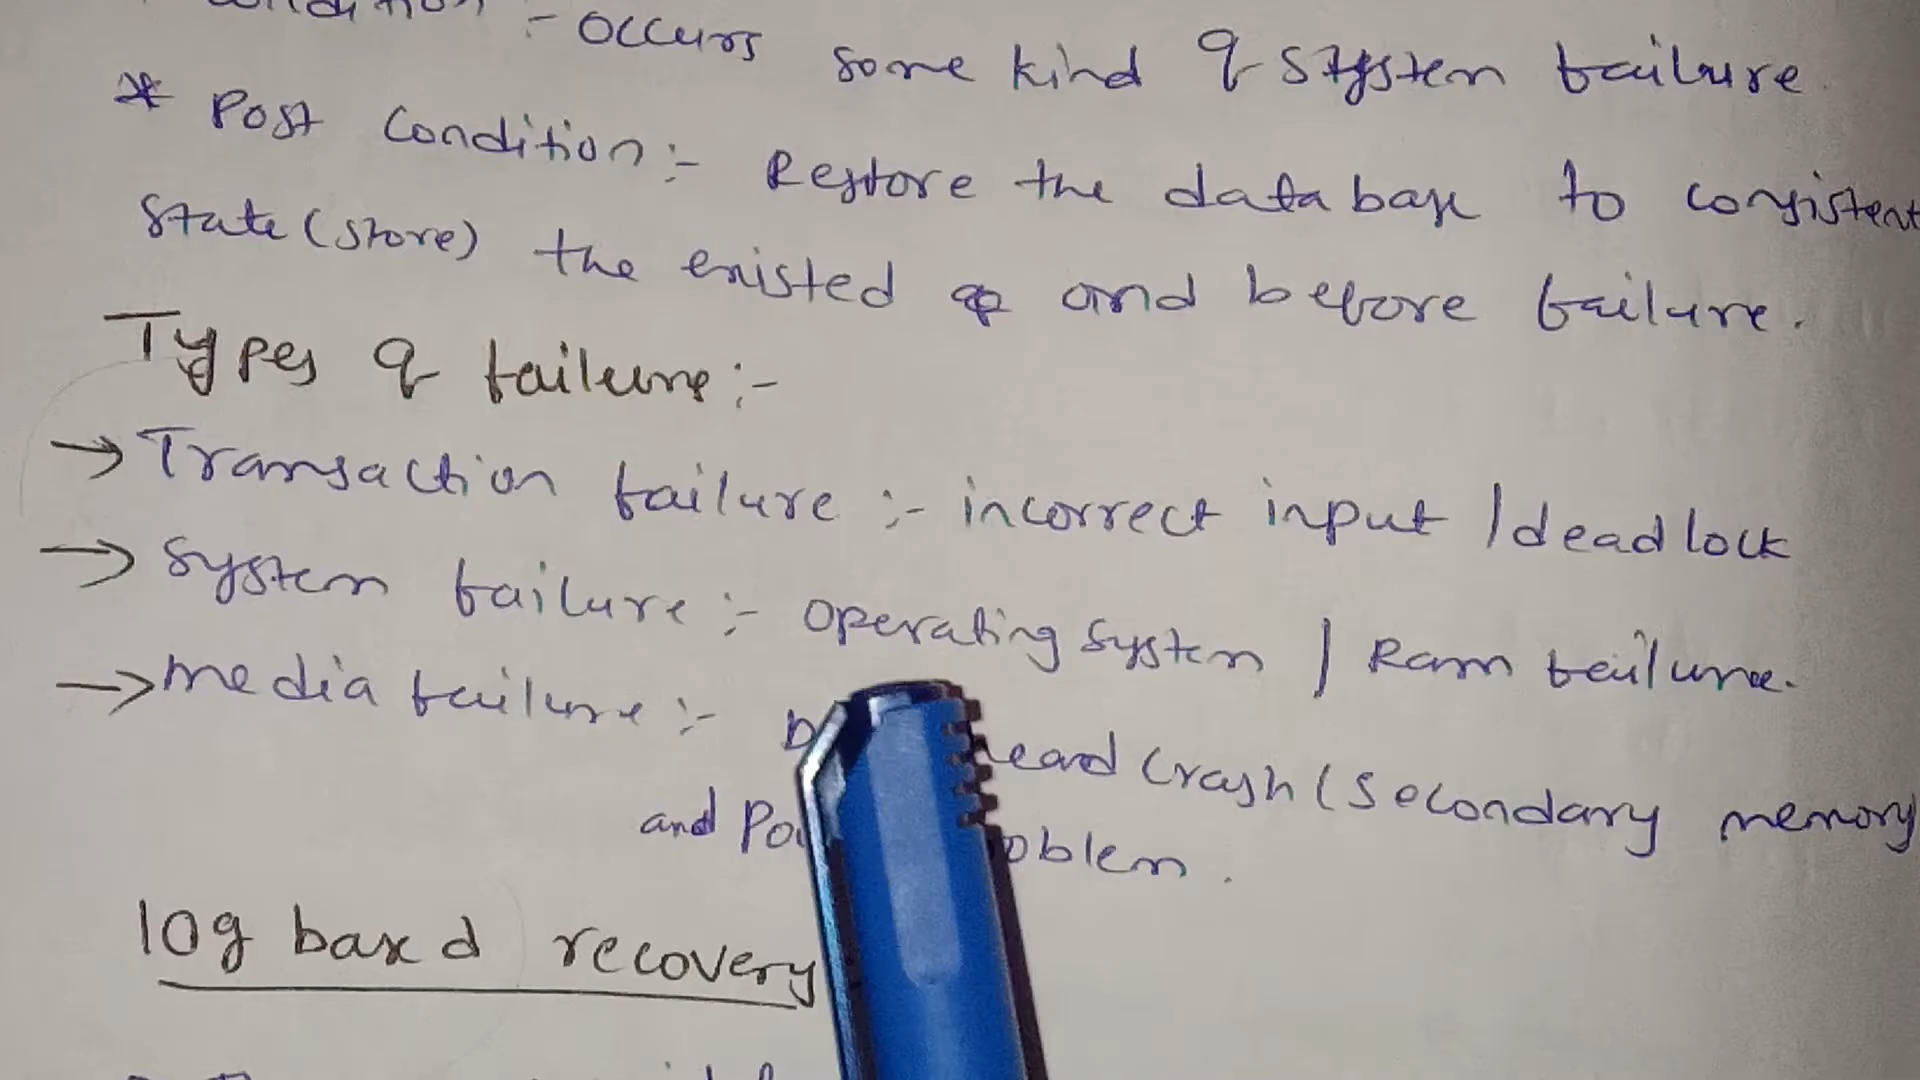 condition :- occurs some kind of system failure.
* Post Condition :- Restore the database to consistent
State (store) the existed and before failure.
Types of failure :-
→ Transaction failure :- incorrect input / deadlock
→ System failure :- Operating System / Ram failure.
→ media failure :- head Crash (Secondary memory
and problem.
log based recovery